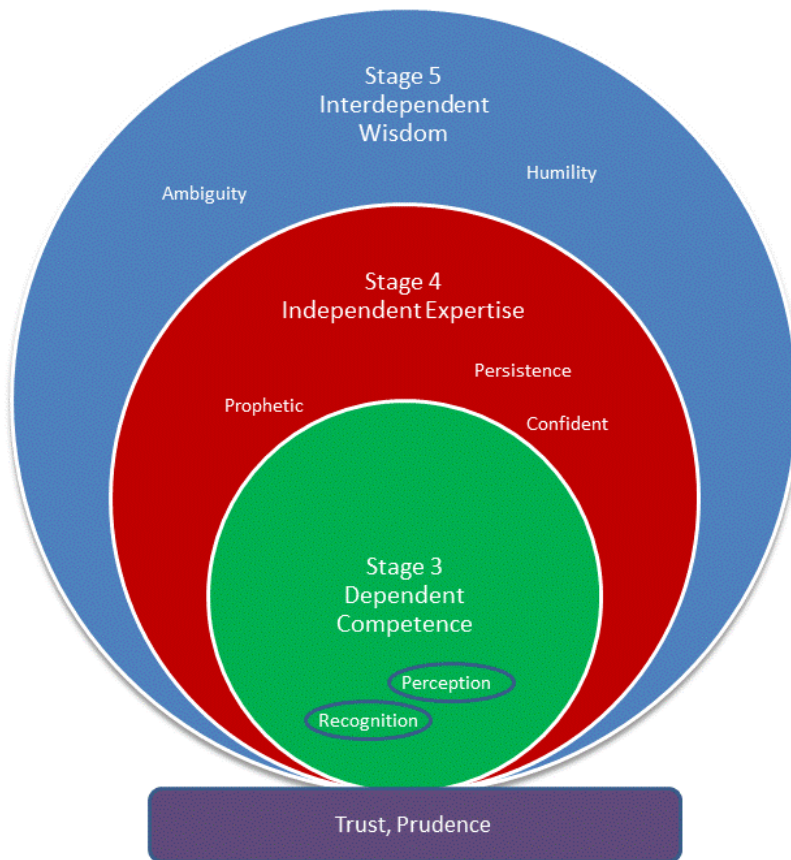 Stage 5
Interdependent
Wisdom
Humility
Ambiguity
Stage 4
Independent Expertise
Persistence
Prophetic
Confident
Stage 3
Dependent
Competence
Perception
Recognition
Trust, Prudence